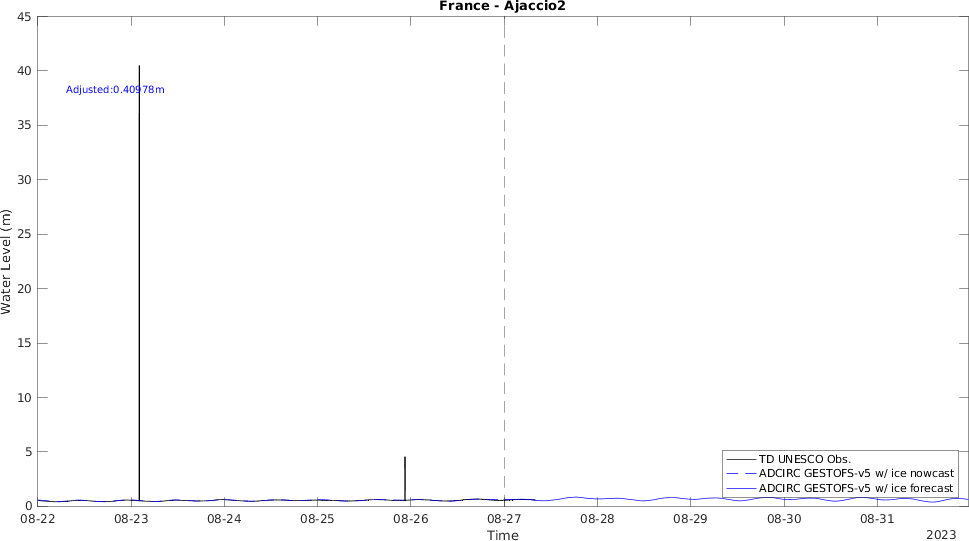 France - Ajaccio2
Adjusted:0.40978m
Water Level (m)
45
40
35
30
25
20
15
10
5
0
TD UNESCO Obs.
ADCIRC GESTOFS-v5 w/ ice nowcast
ADCIRC GESTOFS-v5 w/ ice forecast
08-22 08-23 08-24 08-25 08-26 08-27 08-28 08-29 08-30 08-31
Time
2023